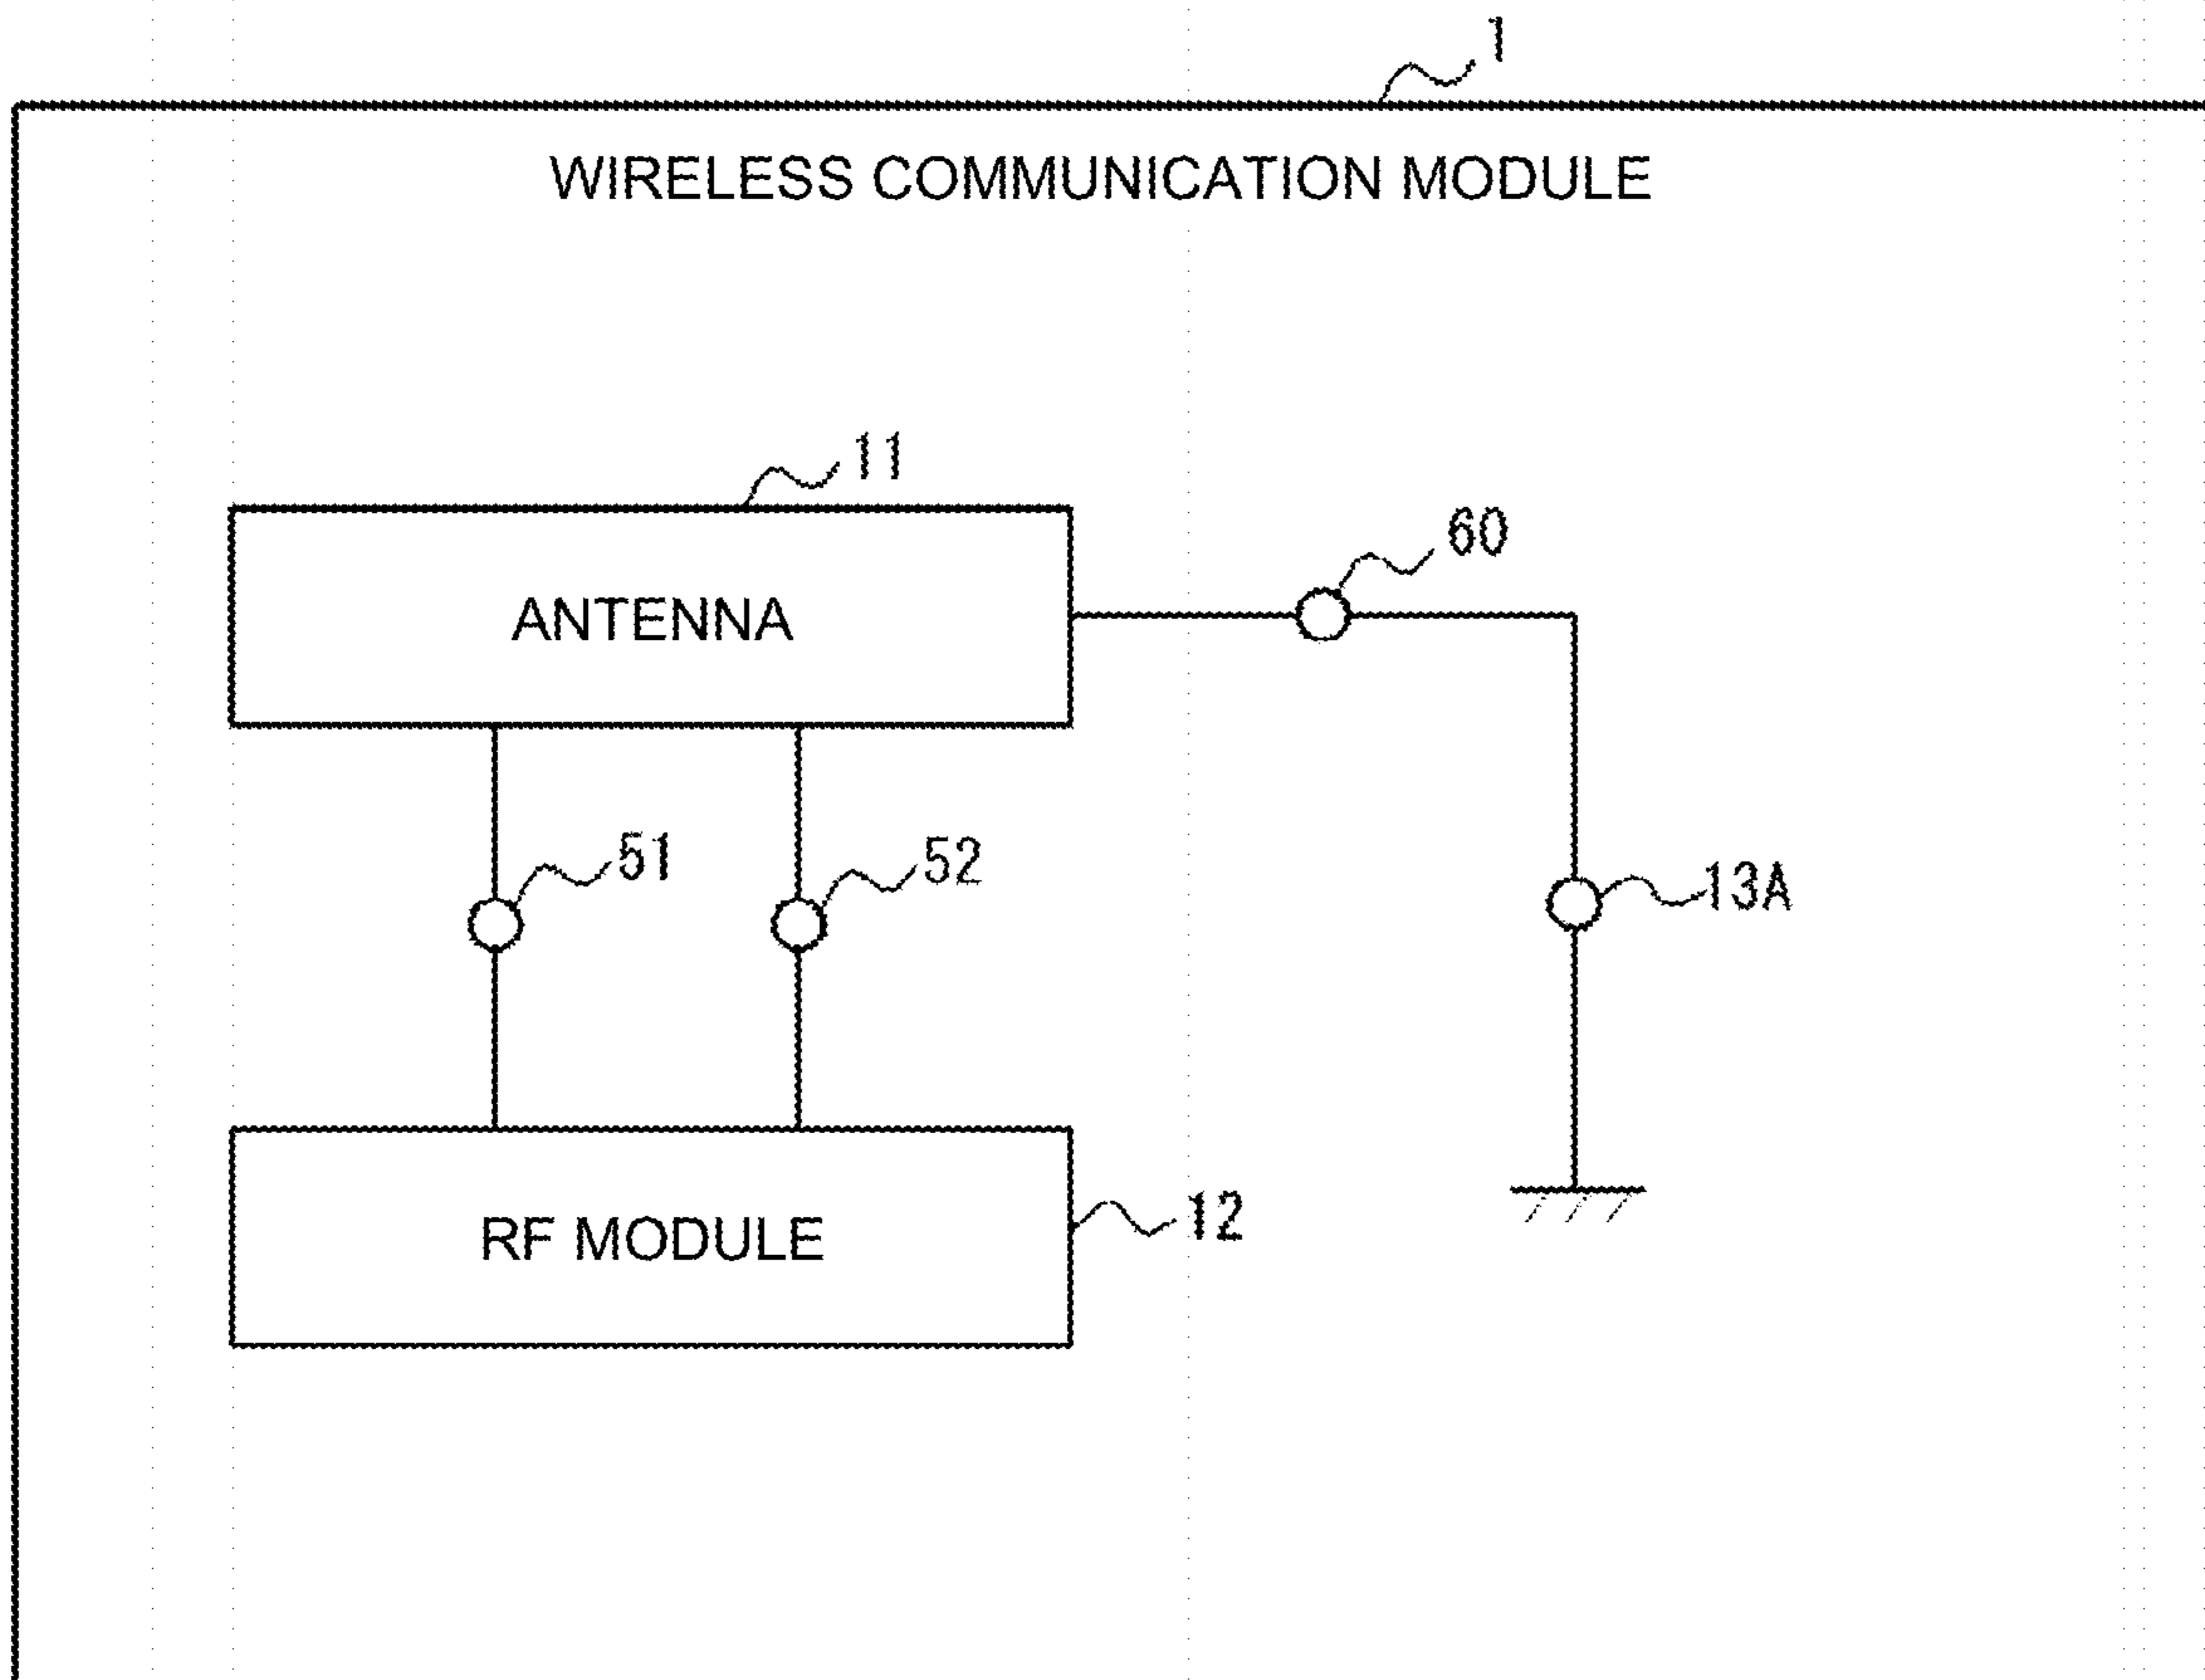 1
WIRELESS COMMUNICATION MODULE
11
60
ANTENNA
51
52
13A
12
RF MODULE